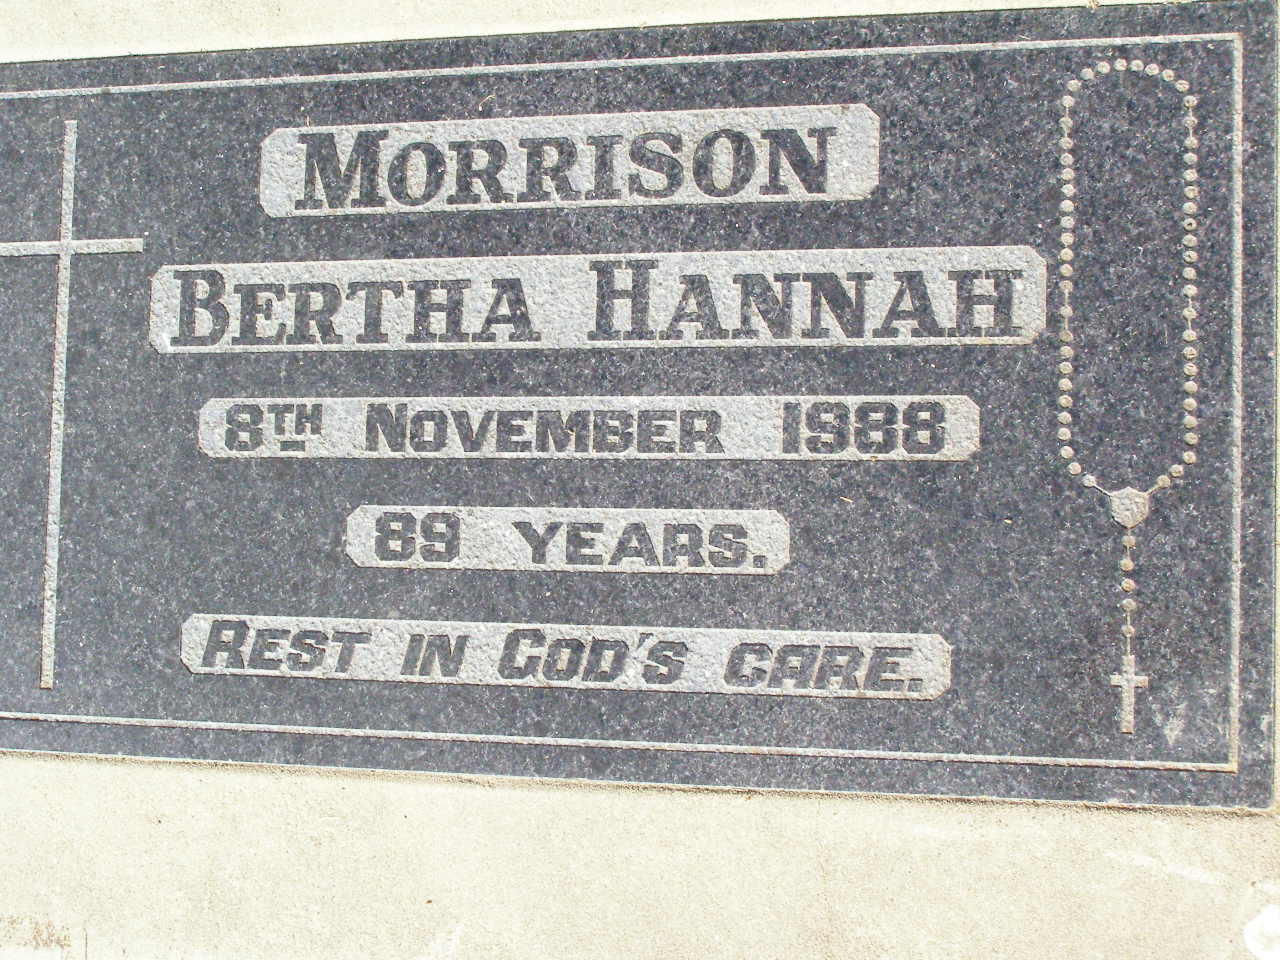 MORRISON
BERTHA HANNAH
8TH NOVEMBER 1988
89 YEARS.
REST IN GOD'S CARE.